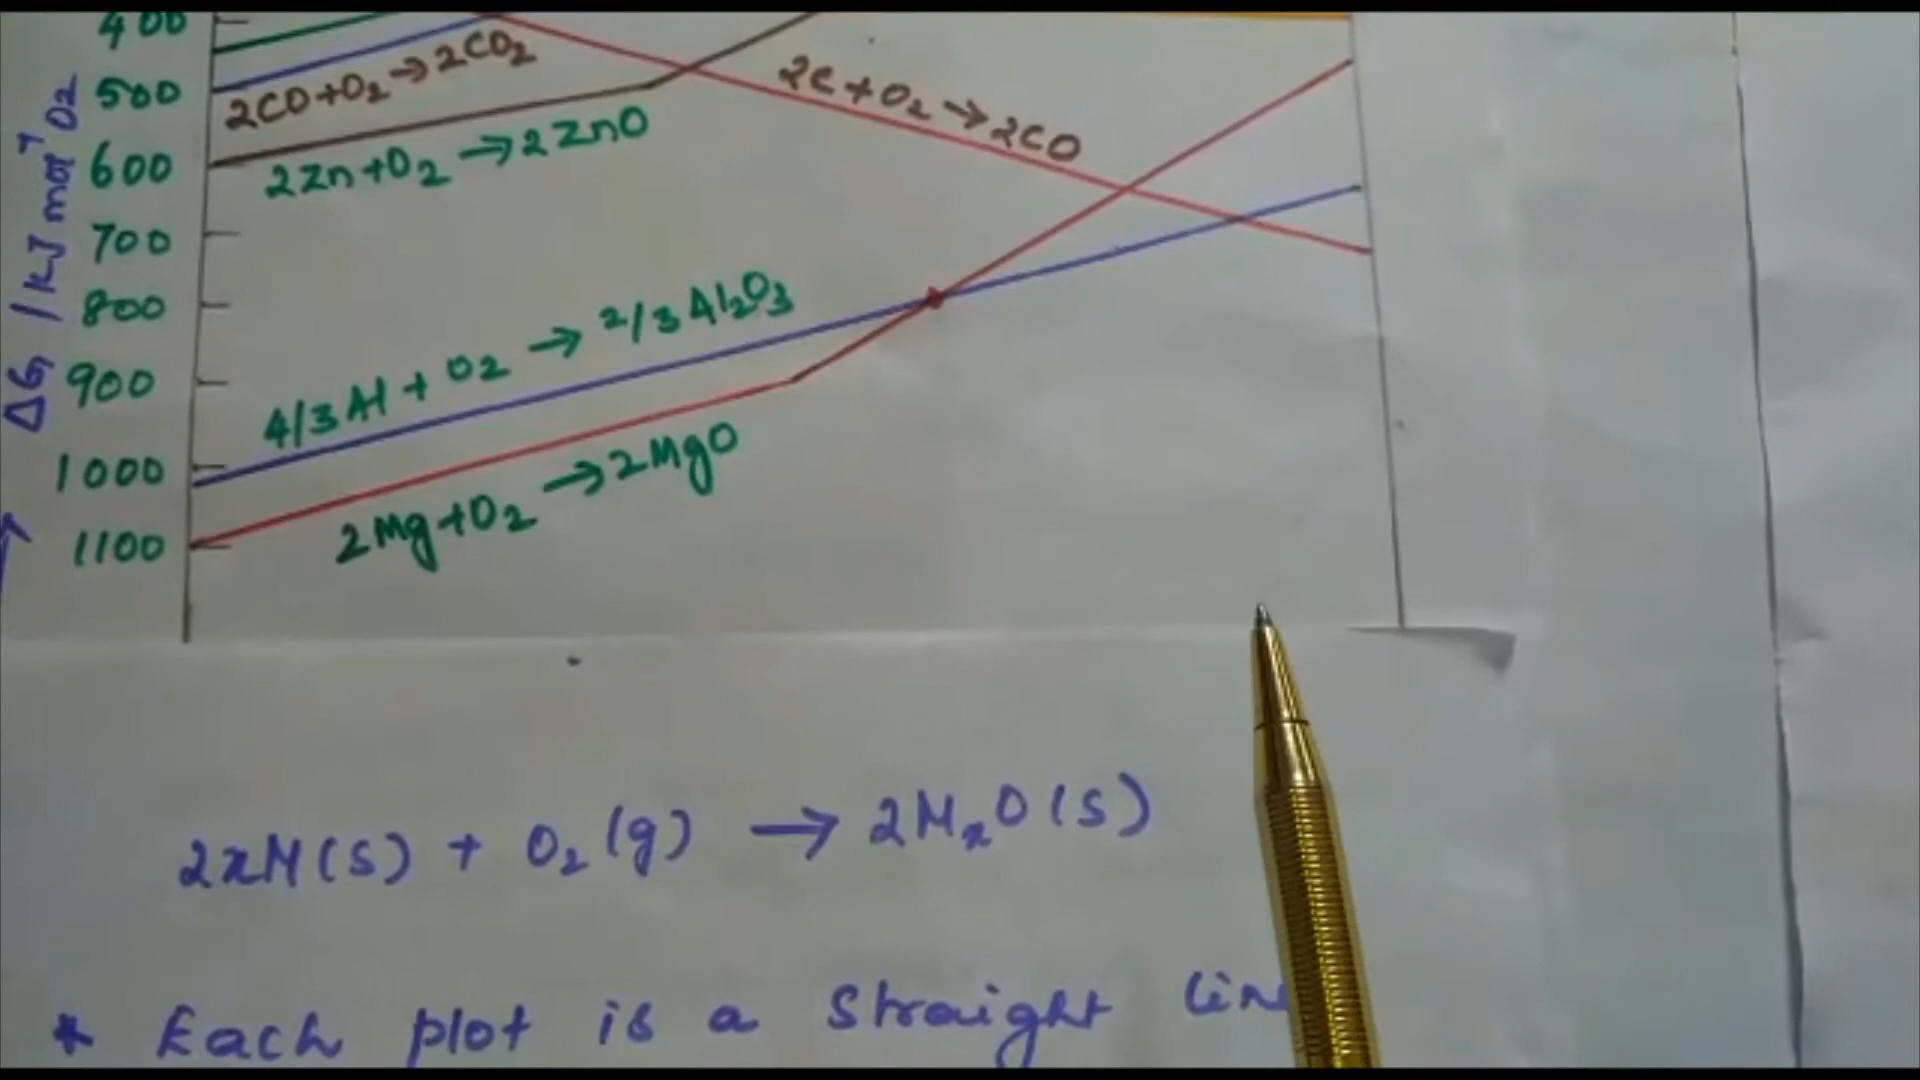 400
2CO+O₂→2CO₂
2C+O₂→2CO
500
600
2Zn+O₂→2ZnO
700
800
4/3Al+O₂→2/3Al₂O₃
900
1000
2Mg+O₂→2MgO
1100
ΔG/kJ mol⁻¹ O₂
2xM(s) + O₂(g) → 2MₓO(s)
* Each plot is a straight line